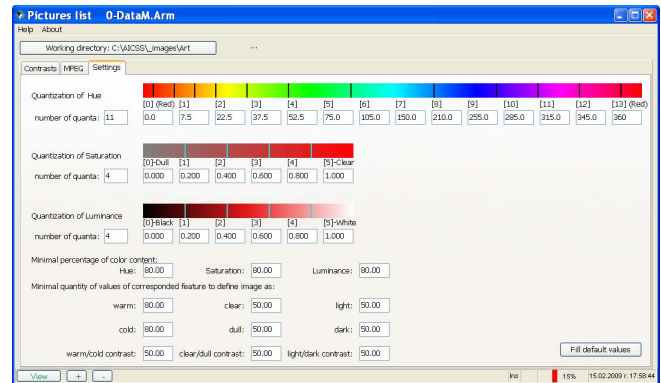 Pictures list 0-DataM.Arm
Help About
Working directory: C:\AICSS\_images\Art ...
Contrasts MPEG Settings
Quantization of Hue
[0] (Red) [1] [2] [3] [4] [5] [6] [7] [8] [9] [10] [11] [12] [13] (Red)
number of quanta: 11 0.0 7.5 22.5 37.5 52.5 75.0 105.0 150.0 210.0 255.0 285.0 315.0 345.0 360
Quantization of Saturation
[0]-Dull [1] [2] [3] [4] [5]-Clear
number of quanta: 4 0.000 0.200 0.400 0.600 0.800 1.000
Quantization of Luminance
[0]-Black [1] [2] [3] [4] [5]-White
number of quanta: 4 0.000 0.200 0.400 0.600 0.800 1.000
Minimal percentage of color content:
Hue: 80.00 Saturation: 80.00 Luminance: 80.00
Minimal quantity of values of corresponded feature to define image as:
warm: 80.00 clear: 50.00 light: 50.00
cold: 80.00 dull: 50.00 dark: 50.00
warm/cold contrast: 50.00 clear/dull contrast: 50.00 light/dark contrast: 50.00
Fill default values
View + - Ins 15% 15.02.2009 г. 17:58:44